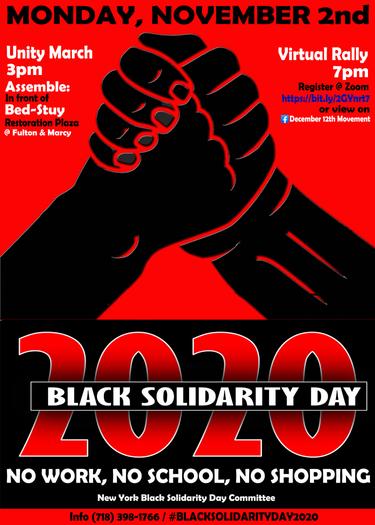 MONDAY, NOVEMBER 2nd
Unity March
3pm
Assemble:
In front of
Bed-Stuy
Restoration Plaza
@ Fulton & Marcy
Virtual Rally
7pm
Register @ Zoom
https://bit.ly/2GYnrt7
or view on
December 12th Movement
2020
BLACK SOLIDARITY DAY
NO WORK, NO SCHOOL, NO SHOPPING
New York Black Solidarity Day Committee
Info (718) 398-1766 / #BLACKSOLIDARITYDAY2020